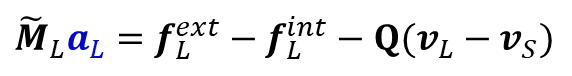 M̃_L a_L = f_L^{ext} − f_L^{int} − Q(v_L − v_S)